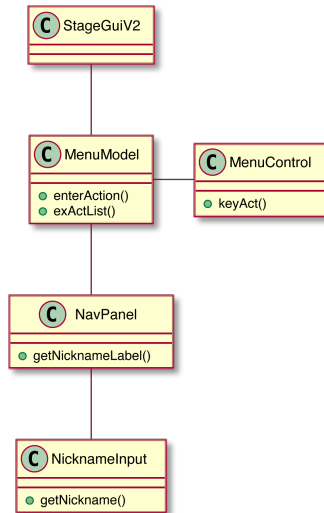 C StageGuiV2
C MenuModel
enterAction()
exActList()
C MenuControl
keyAct()
C NavPanel
getNicknameLabel()
C NicknameInput
getNickname()